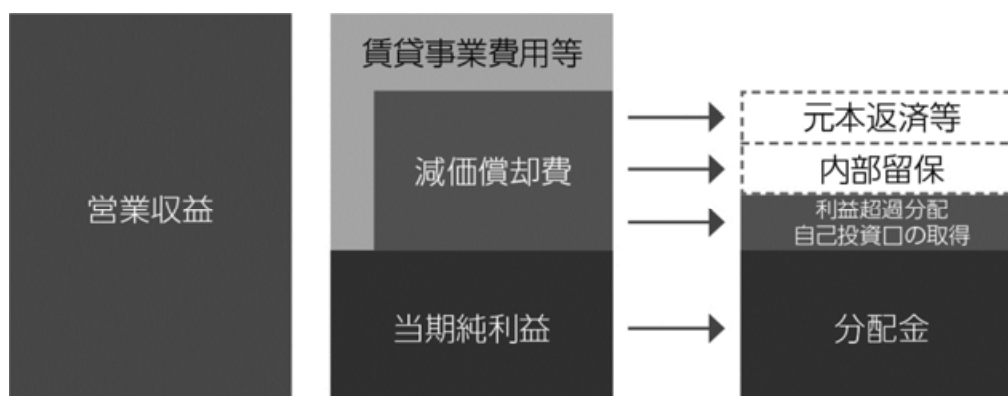 営業収益
賃貸事業費用等
減価償却費
当期純利益
元本返済等
内部留保
利益超過分配
自己投資口の取得
分配金